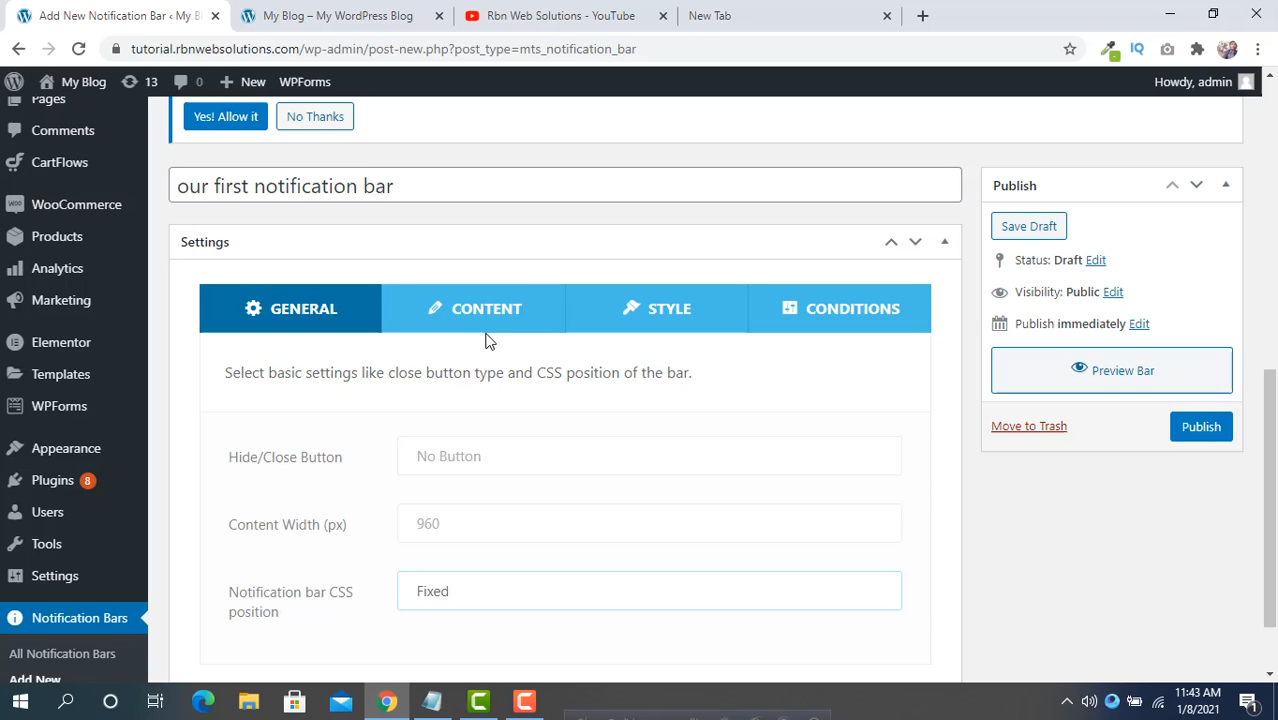 Add New Notification Bar ‹ My B
My Blog – My WordPress Blog
Rbn Web Solutions - YouTube
New Tab
tutorial.rbnwebsolutions.com/wp-admin/post-new.php?post_type=mts_notification_bar
IQ
My Blog
13
0
New
WPForms
Howdy, admin
Pages
Comments
CartFlows
WooCommerce
Products
Analytics
Marketing
Elementor
Templates
WPForms
Appearance
Plugins 8
Users
Tools
Settings
Notification Bars
All Notification Bars
Add New
Yes! Allow it
No Thanks
our first notification bar
Settings
GENERAL
CONTENT
STYLE
CONDITIONS
Select basic settings like close button type and CSS position of the bar.
Hide/Close Button
No Button
Content Width (px)
960
Notification bar CSS
position
Fixed
Publish
Save Draft
Status: Draft Edit
Visibility: Public Edit
Publish immediately Edit
Preview Bar
Move to Trash
Publish
11:43 AM
1/8/2021
1